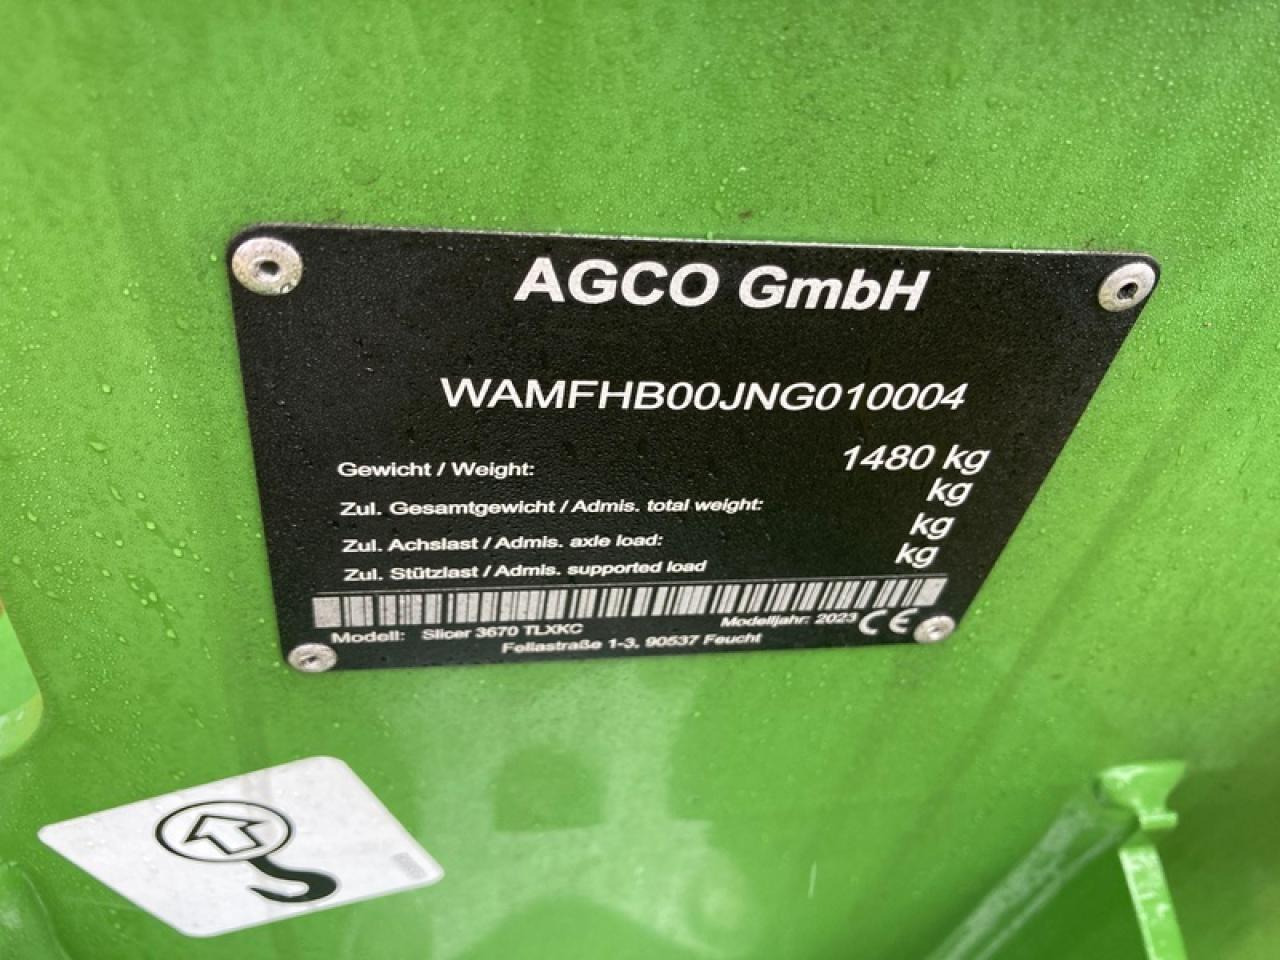 AGCO GmbH
WAMFHB00JNG010004
Gewicht / Weight: 1480 kg
Zul. Gesamtgewicht / Admis. total weight: kg
Zul. Achslast / Admis. axle load: kg
Zul. Stützlast / Admis. supported load kg
Modell: Slicer 3670 TLXKC Modelljahr: 2023 CE
Fellastraße 1-3, 90537 Feucht